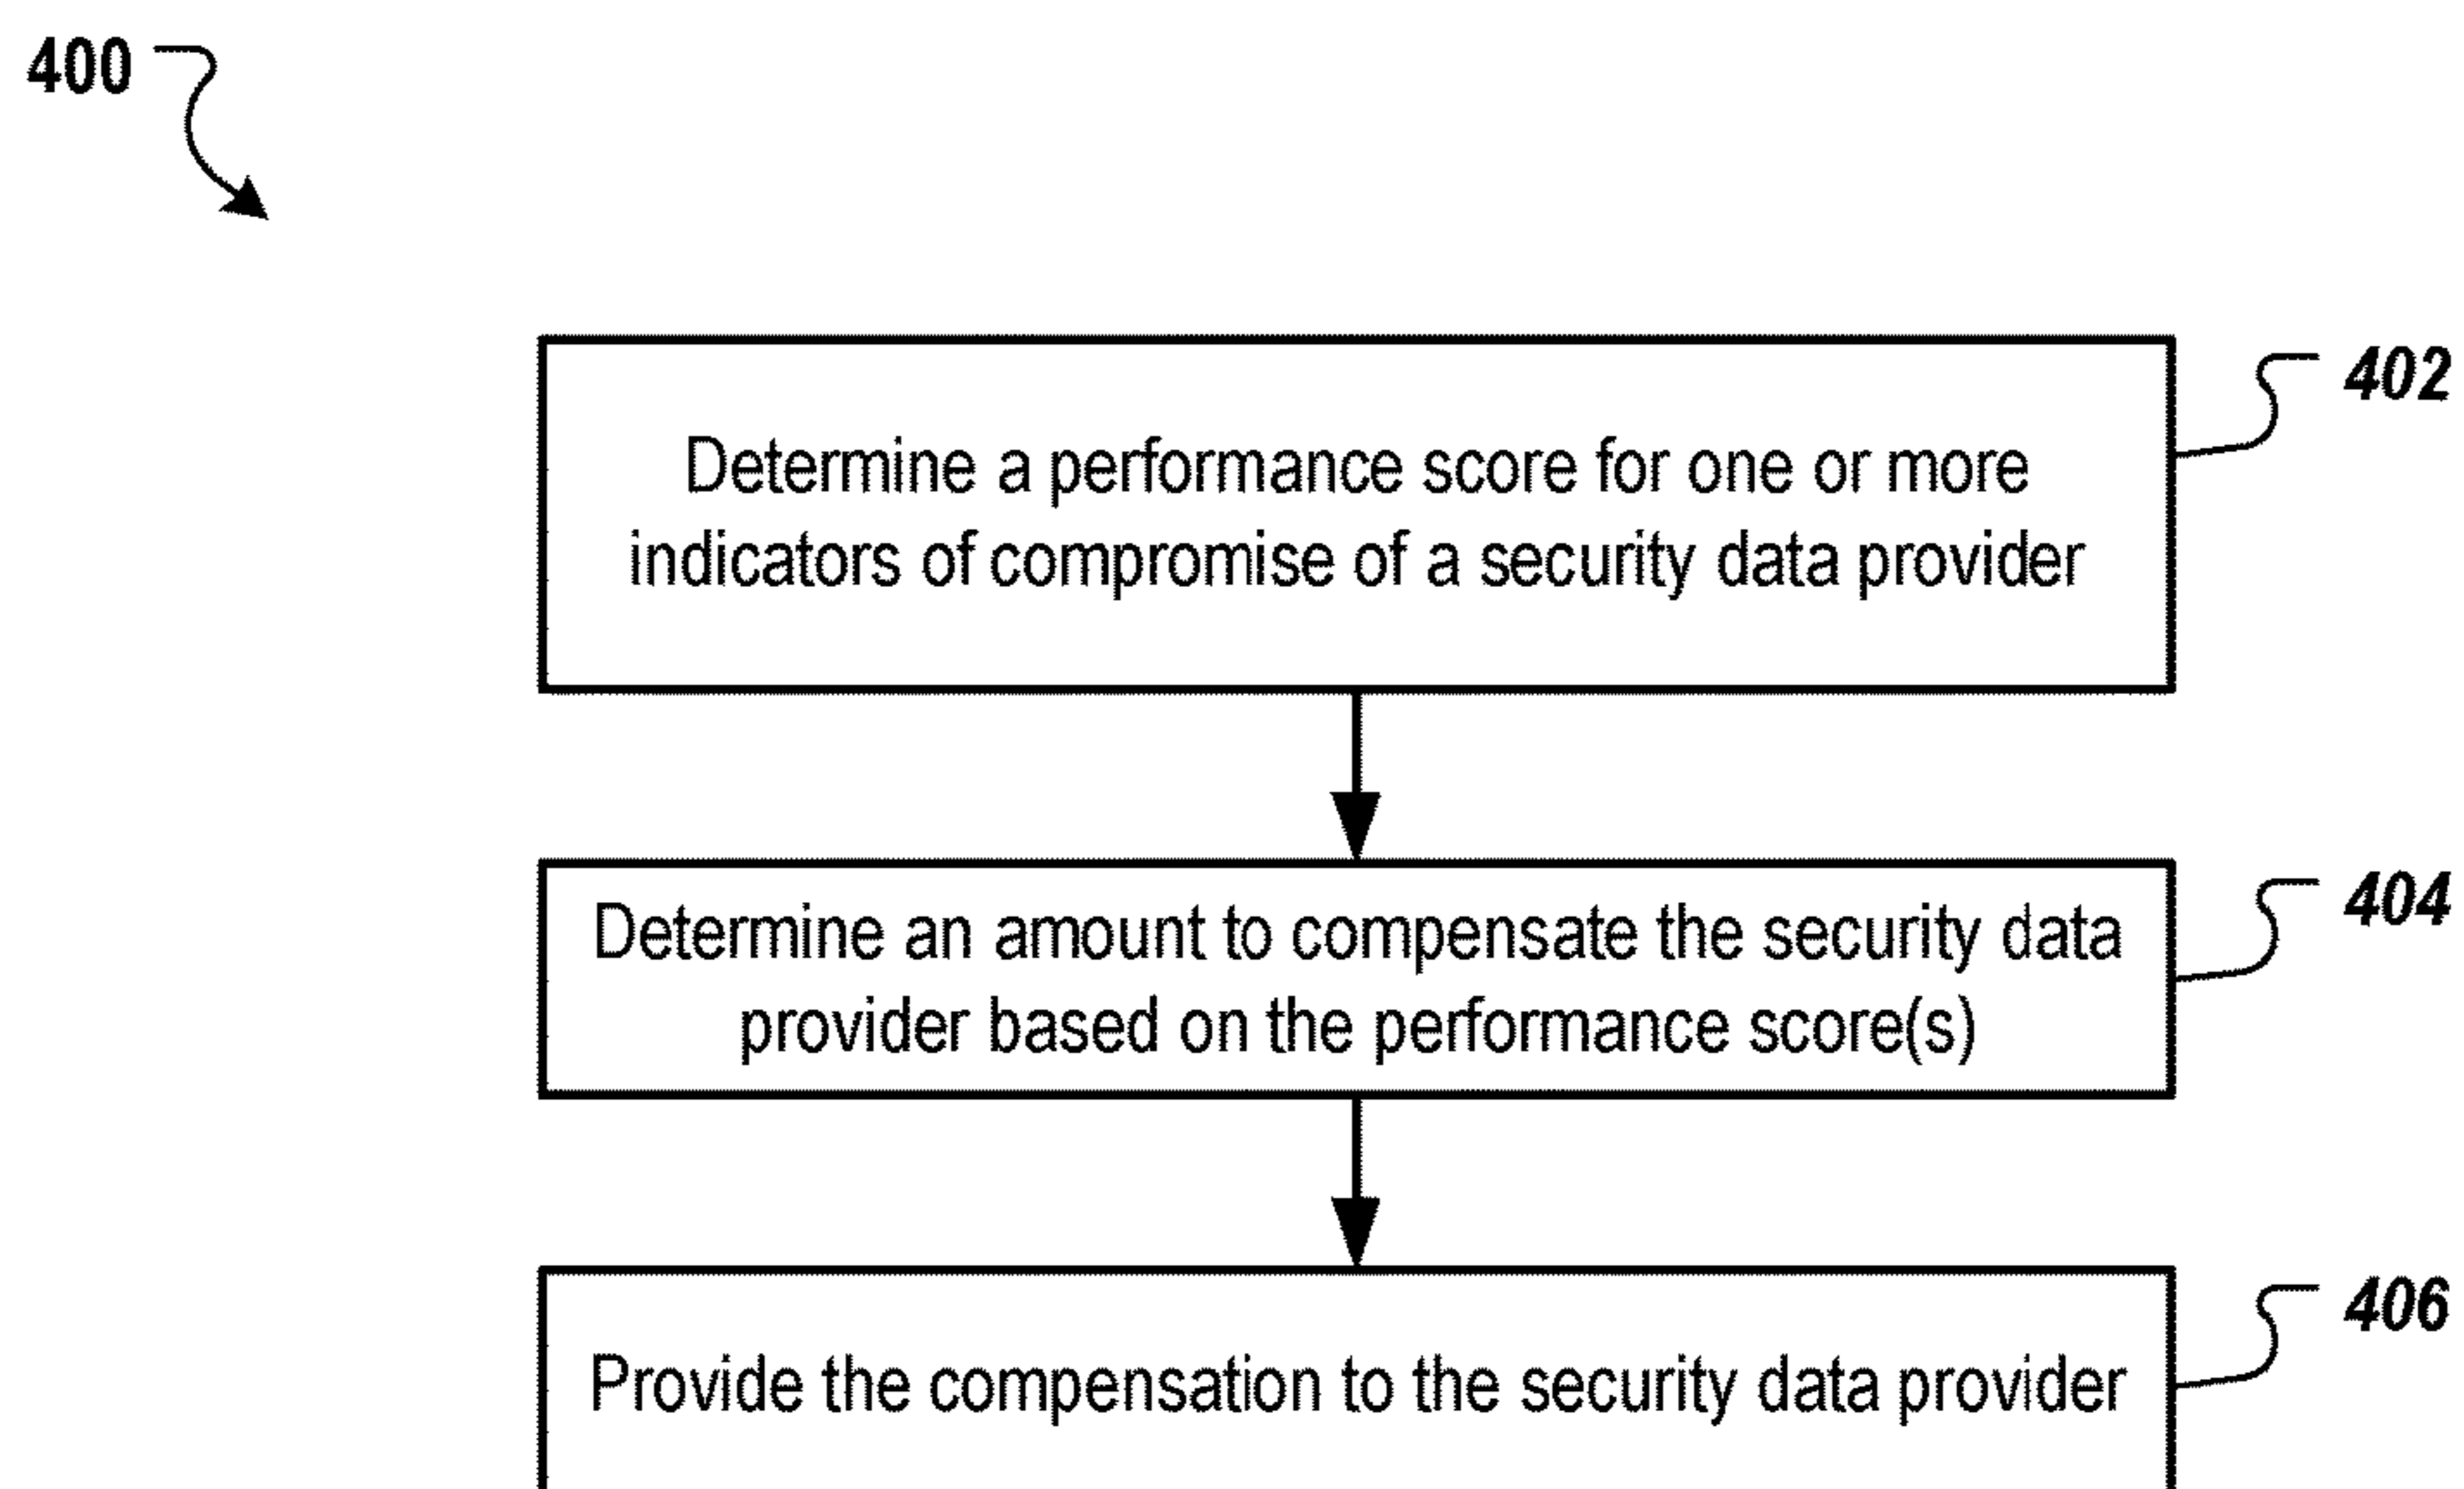 400
402
Determine a performance score for one or more
indicators of compromise of a security data provider
404
Determine an amount to compensate the security data
provider based on the performance score(s)
406
Provide the compensation to the security data provider